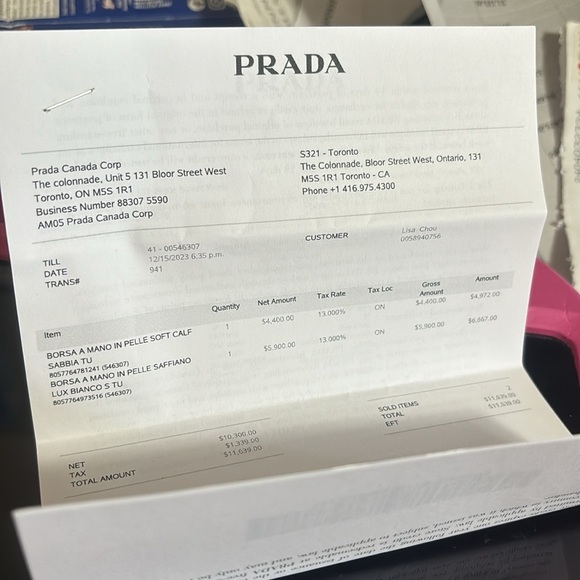 PRADA
Prada Canada Corp
The colonnade, Unit 5 131 Bloor Street West
Toronto, ON M5S 1R1
Business Number 88307 5590
AM05 Prada Canada Corp
S321 - Toronto
The Colonnade, Bloor Street West, Ontario, 131
M5S 1R1 Toronto - CA
Phone +1 416.975.4300
TILL 41 - 00546307
DATE 12/15/2023 6:35 p.m.
TRANS# 941
CUSTOMER Lisa Chou
0058940756
Item Quantity Net Amount Tax Rate Tax Loc Gross Amount Amount
BORSA A MANO IN PELLE SOFT CALF 1 $4,400.00 13.000% ON $4,400.00 $4,972.00
SABBIA TU
8057764781241 (546307)
BORSA A MANO IN PELLE SAFFIANO 1 $5,900.00 13.000% ON $5,900.00 $6,667.00
LUX BIANCO S TU
8057764973516 (546307)
NET $10,300.00
TAX $1,339.00
TOTAL AMOUNT $11,639.00
SOLD ITEMS 2
TOTAL $11,639.00
EFT $11,639.00